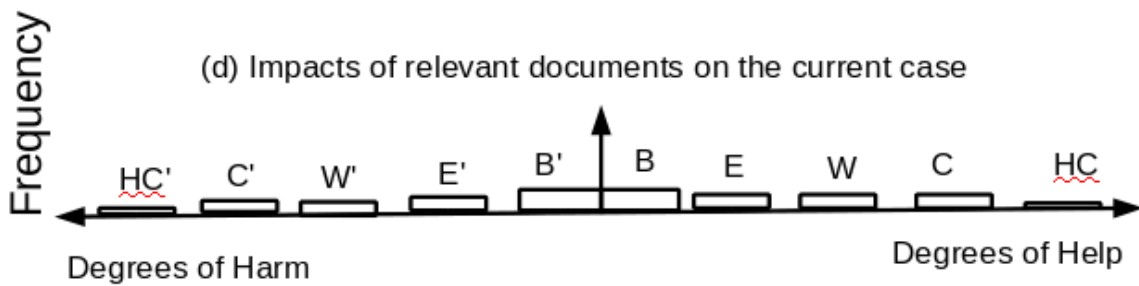 Frequency
(d) Impacts of relevant documents on the current case
HC' C' W' E' B' B E W C HC
Degrees of Harm
Degrees of Help